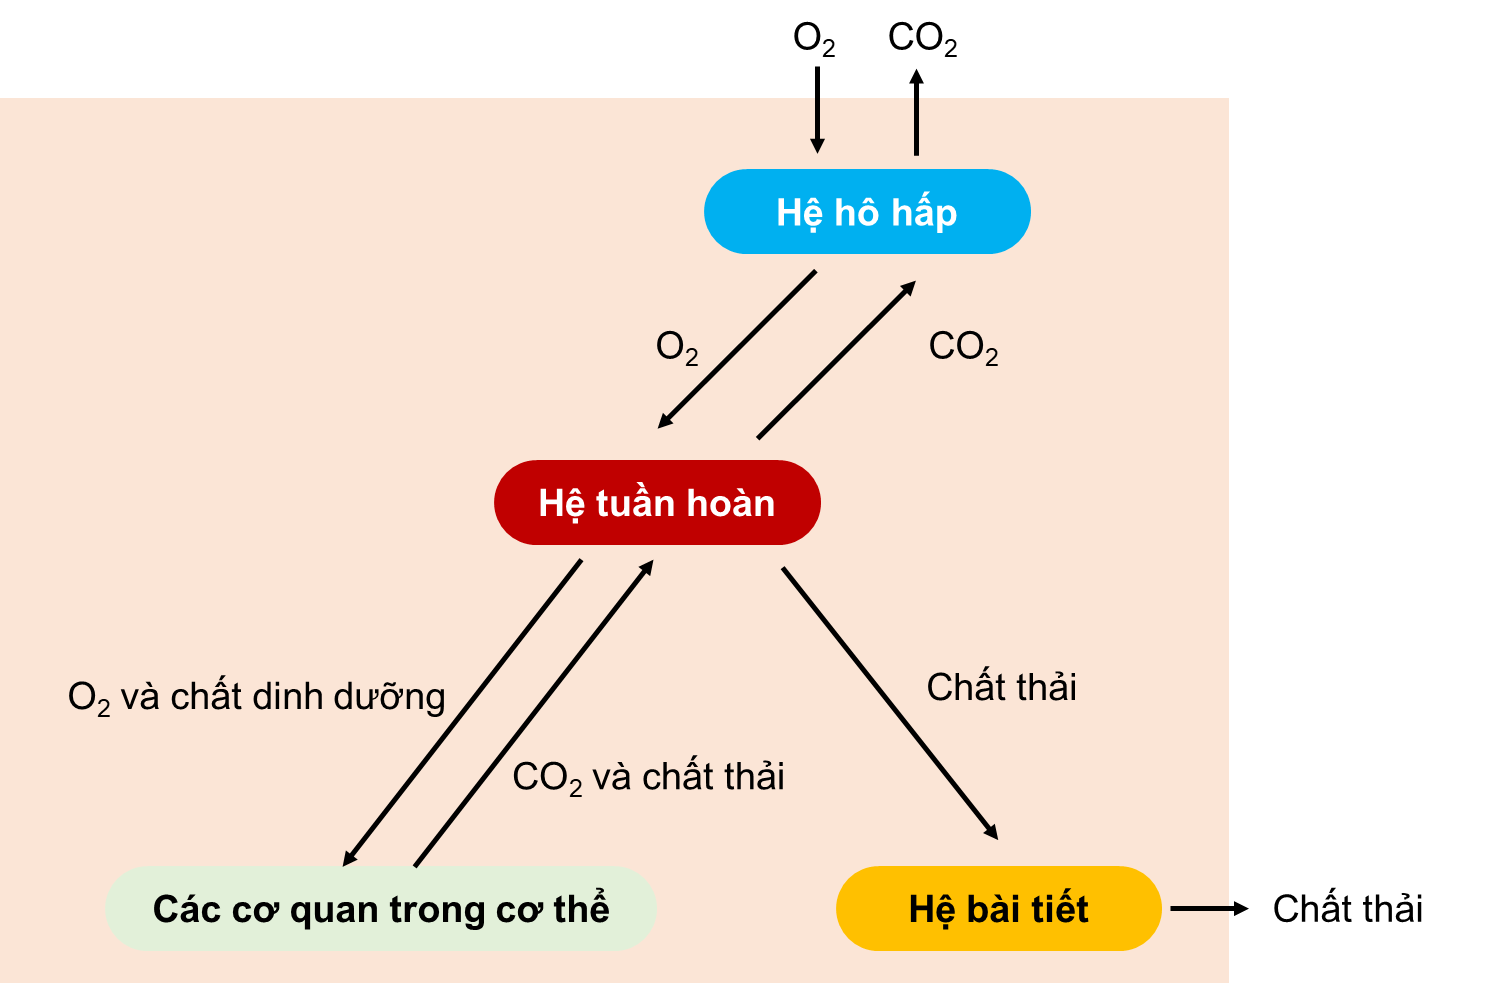 O₂ CO₂
Hệ hô hấp
O₂ CO₂
Hệ tuần hoàn
Chất thải
O₂ và chất dinh dưỡng
CO₂ và chất thải
Các cơ quan trong cơ thể
Hệ bài tiết
Chất thải